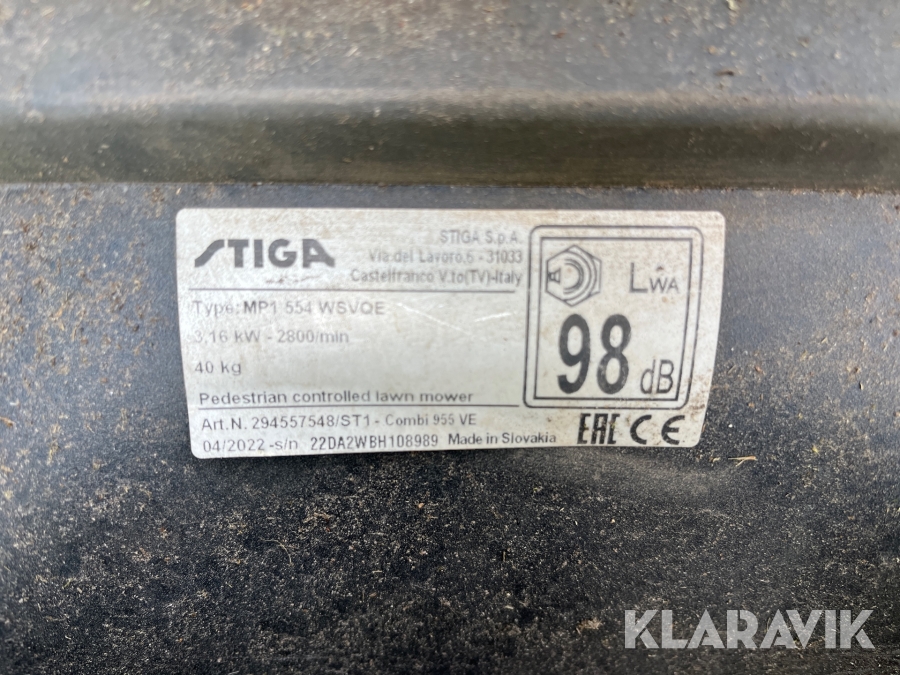 STIGA
STIGA S.p.A.
Via del Lavoro,6 - 31033
Castelfranco V.to(TV)-Italy
Type: MP1 554 WSVQE
3,16 kW - 2800/min
40 kg
Pedestrian controlled lawn mower
Art.N. 294557548/ST1 - Combi 955 VE
04/2022 -s/n 22DA2WBH108989 Made in Slovakia
LWA
98 dB
EAC CE
KLARAVIK